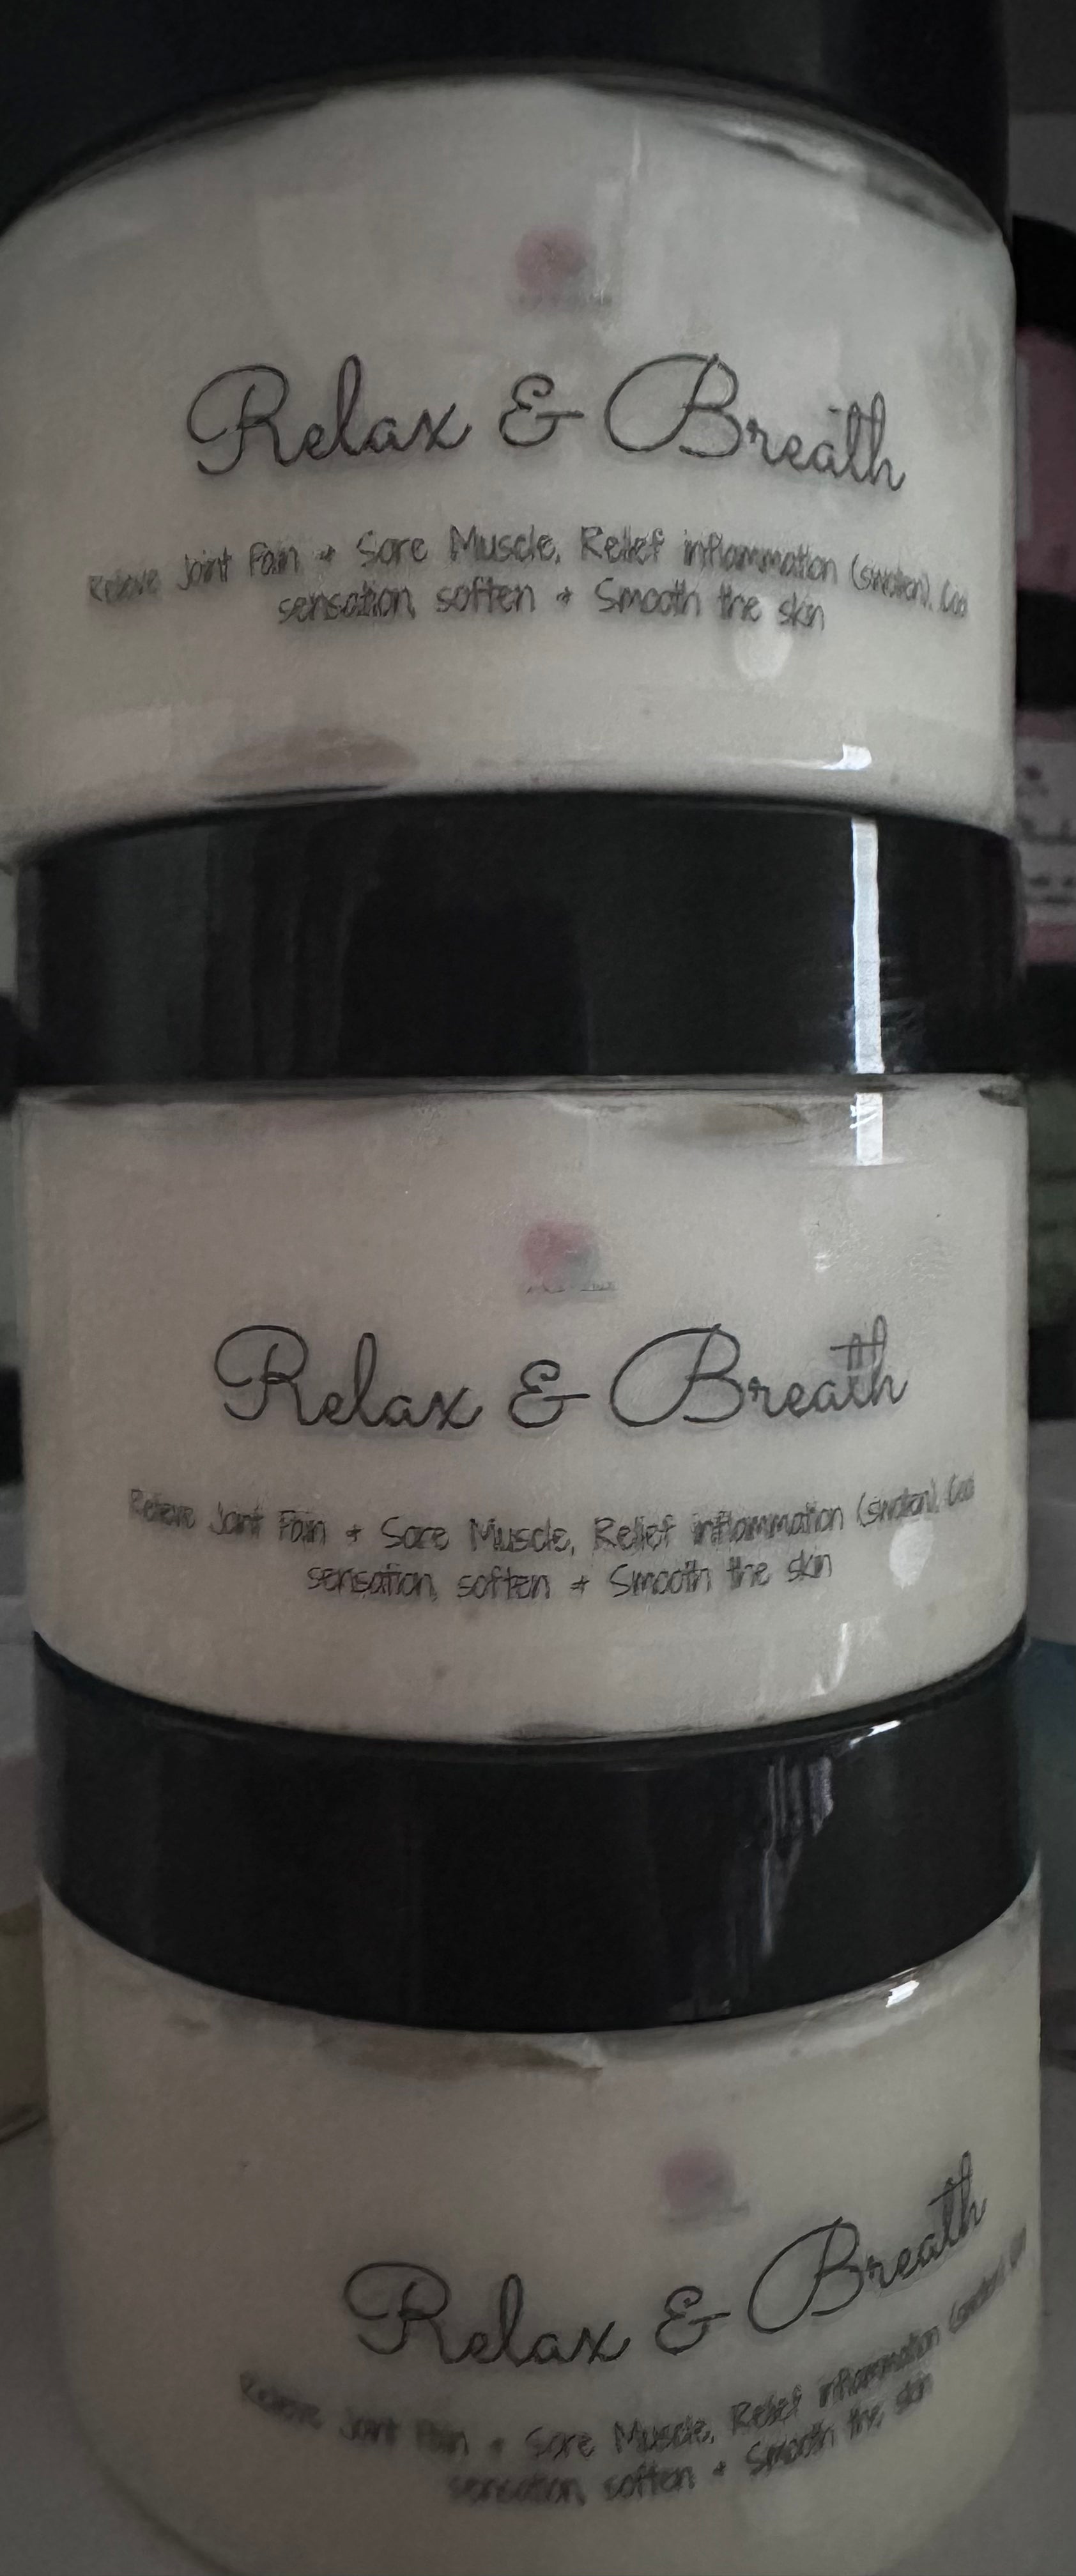 Relax & Breath
Relieve Joint Pain + Sore Muscle, Relief inflammation (swollen), Cool
sensation, soften + Smooth the skin
Relax & Breath
Relieve Joint Pain + Sore Muscle, Relief inflammation (swollen), Cool
sensation, soften + Smooth the skin
Relax & Breath
Relieve Joint Pain + Sore Muscle, Relief inflammation (swollen),
sensation, soften + Smooth the skin